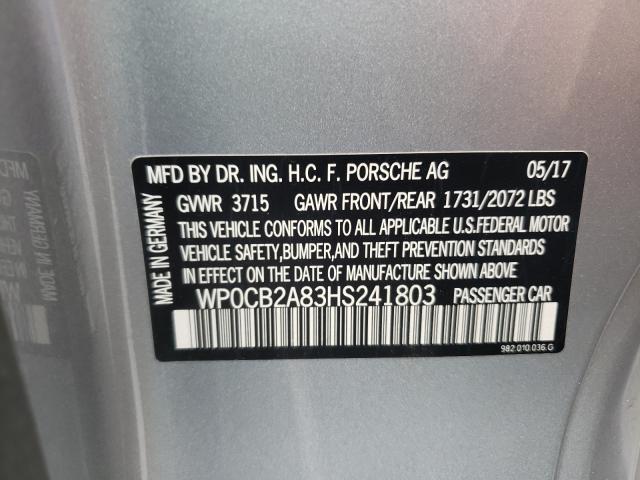 MFD BY DR. ING. H.C. F. PORSCHE AG 05/17
GVWR 3715 GAWR FRONT/REAR 1731/2072 LBS
THIS VEHICLE CONFORMS TO ALL APPLICABLE U.S.FEDERAL MOTOR
VEHICLE SAFETY,BUMPER,AND THEFT PREVENTION STANDARDS
IN EFFECT ON THE DATE OF MANUFACTURE SHOWN ABOVE
WP0CB2A83HS241803 PASSENGER CAR
MADE IN GERMANY
982.010.036.G